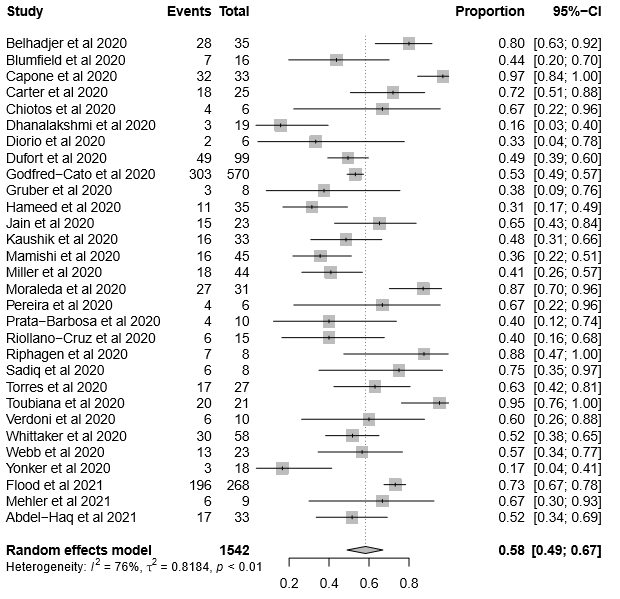 Study Events Total Proportion 95%−CI
Belhadjer et al 2020 28 35 0.80 [0.63; 0.92]
Blumfield et al 2020 7 16 0.44 [0.20; 0.70]
Capone et al 2020 32 33 0.97 [0.84; 1.00]
Carter et al 2020 18 25 0.72 [0.51; 0.88]
Chiotos et al 2020 4 6 0.67 [0.22; 0.96]
Dhanalakshmi et al 2020 3 19 0.16 [0.03; 0.40]
Diorio et al 2020 2 6 0.33 [0.04; 0.78]
Dufort et al 2020 49 99 0.49 [0.39; 0.60]
Godfred−Cato et al 2020 303 570 0.53 [0.49; 0.57]
Gruber et al 2020 3 8 0.38 [0.09; 0.76]
Hameed et al 2020 11 35 0.31 [0.17; 0.49]
Jain et al 2020 15 23 0.65 [0.43; 0.84]
Kaushik et al 2020 16 33 0.48 [0.31; 0.66]
Mamishi et al 2020 16 45 0.36 [0.22; 0.51]
Miller et al 2020 18 44 0.41 [0.26; 0.57]
Moraleda et al 2020 27 31 0.87 [0.70; 0.96]
Pereira et al 2020 4 6 0.67 [0.22; 0.96]
Prata−Barbosa et al 2020 4 10 0.40 [0.12; 0.74]
Riollano−Cruz et al 2020 6 15 0.40 [0.16; 0.68]
Riphagen et al 2020 7 8 0.88 [0.47; 1.00]
Sadiq et al 2020 6 8 0.75 [0.35; 0.97]
Torres et al 2020 17 27 0.63 [0.42; 0.81]
Toubiana et al 2020 20 21 0.95 [0.76; 1.00]
Verdoni et al 2020 6 10 0.60 [0.26; 0.88]
Whittaker et al 2020 30 58 0.52 [0.38; 0.65]
Webb et al 2020 13 23 0.57 [0.34; 0.77]
Yonker et al 2020 3 18 0.17 [0.04; 0.41]
Flood et al 2021 196 268 0.73 [0.67; 0.78]
Mehler et al 2021 6 9 0.67 [0.30; 0.93]
Abdel−Haq et al 2021 17 33 0.52 [0.34; 0.69]
Random effects model 1542 0.58 [0.49; 0.67]
Heterogeneity: I² = 76%, τ² = 0.8184, p < 0.01
0.2 0.4 0.6 0.8